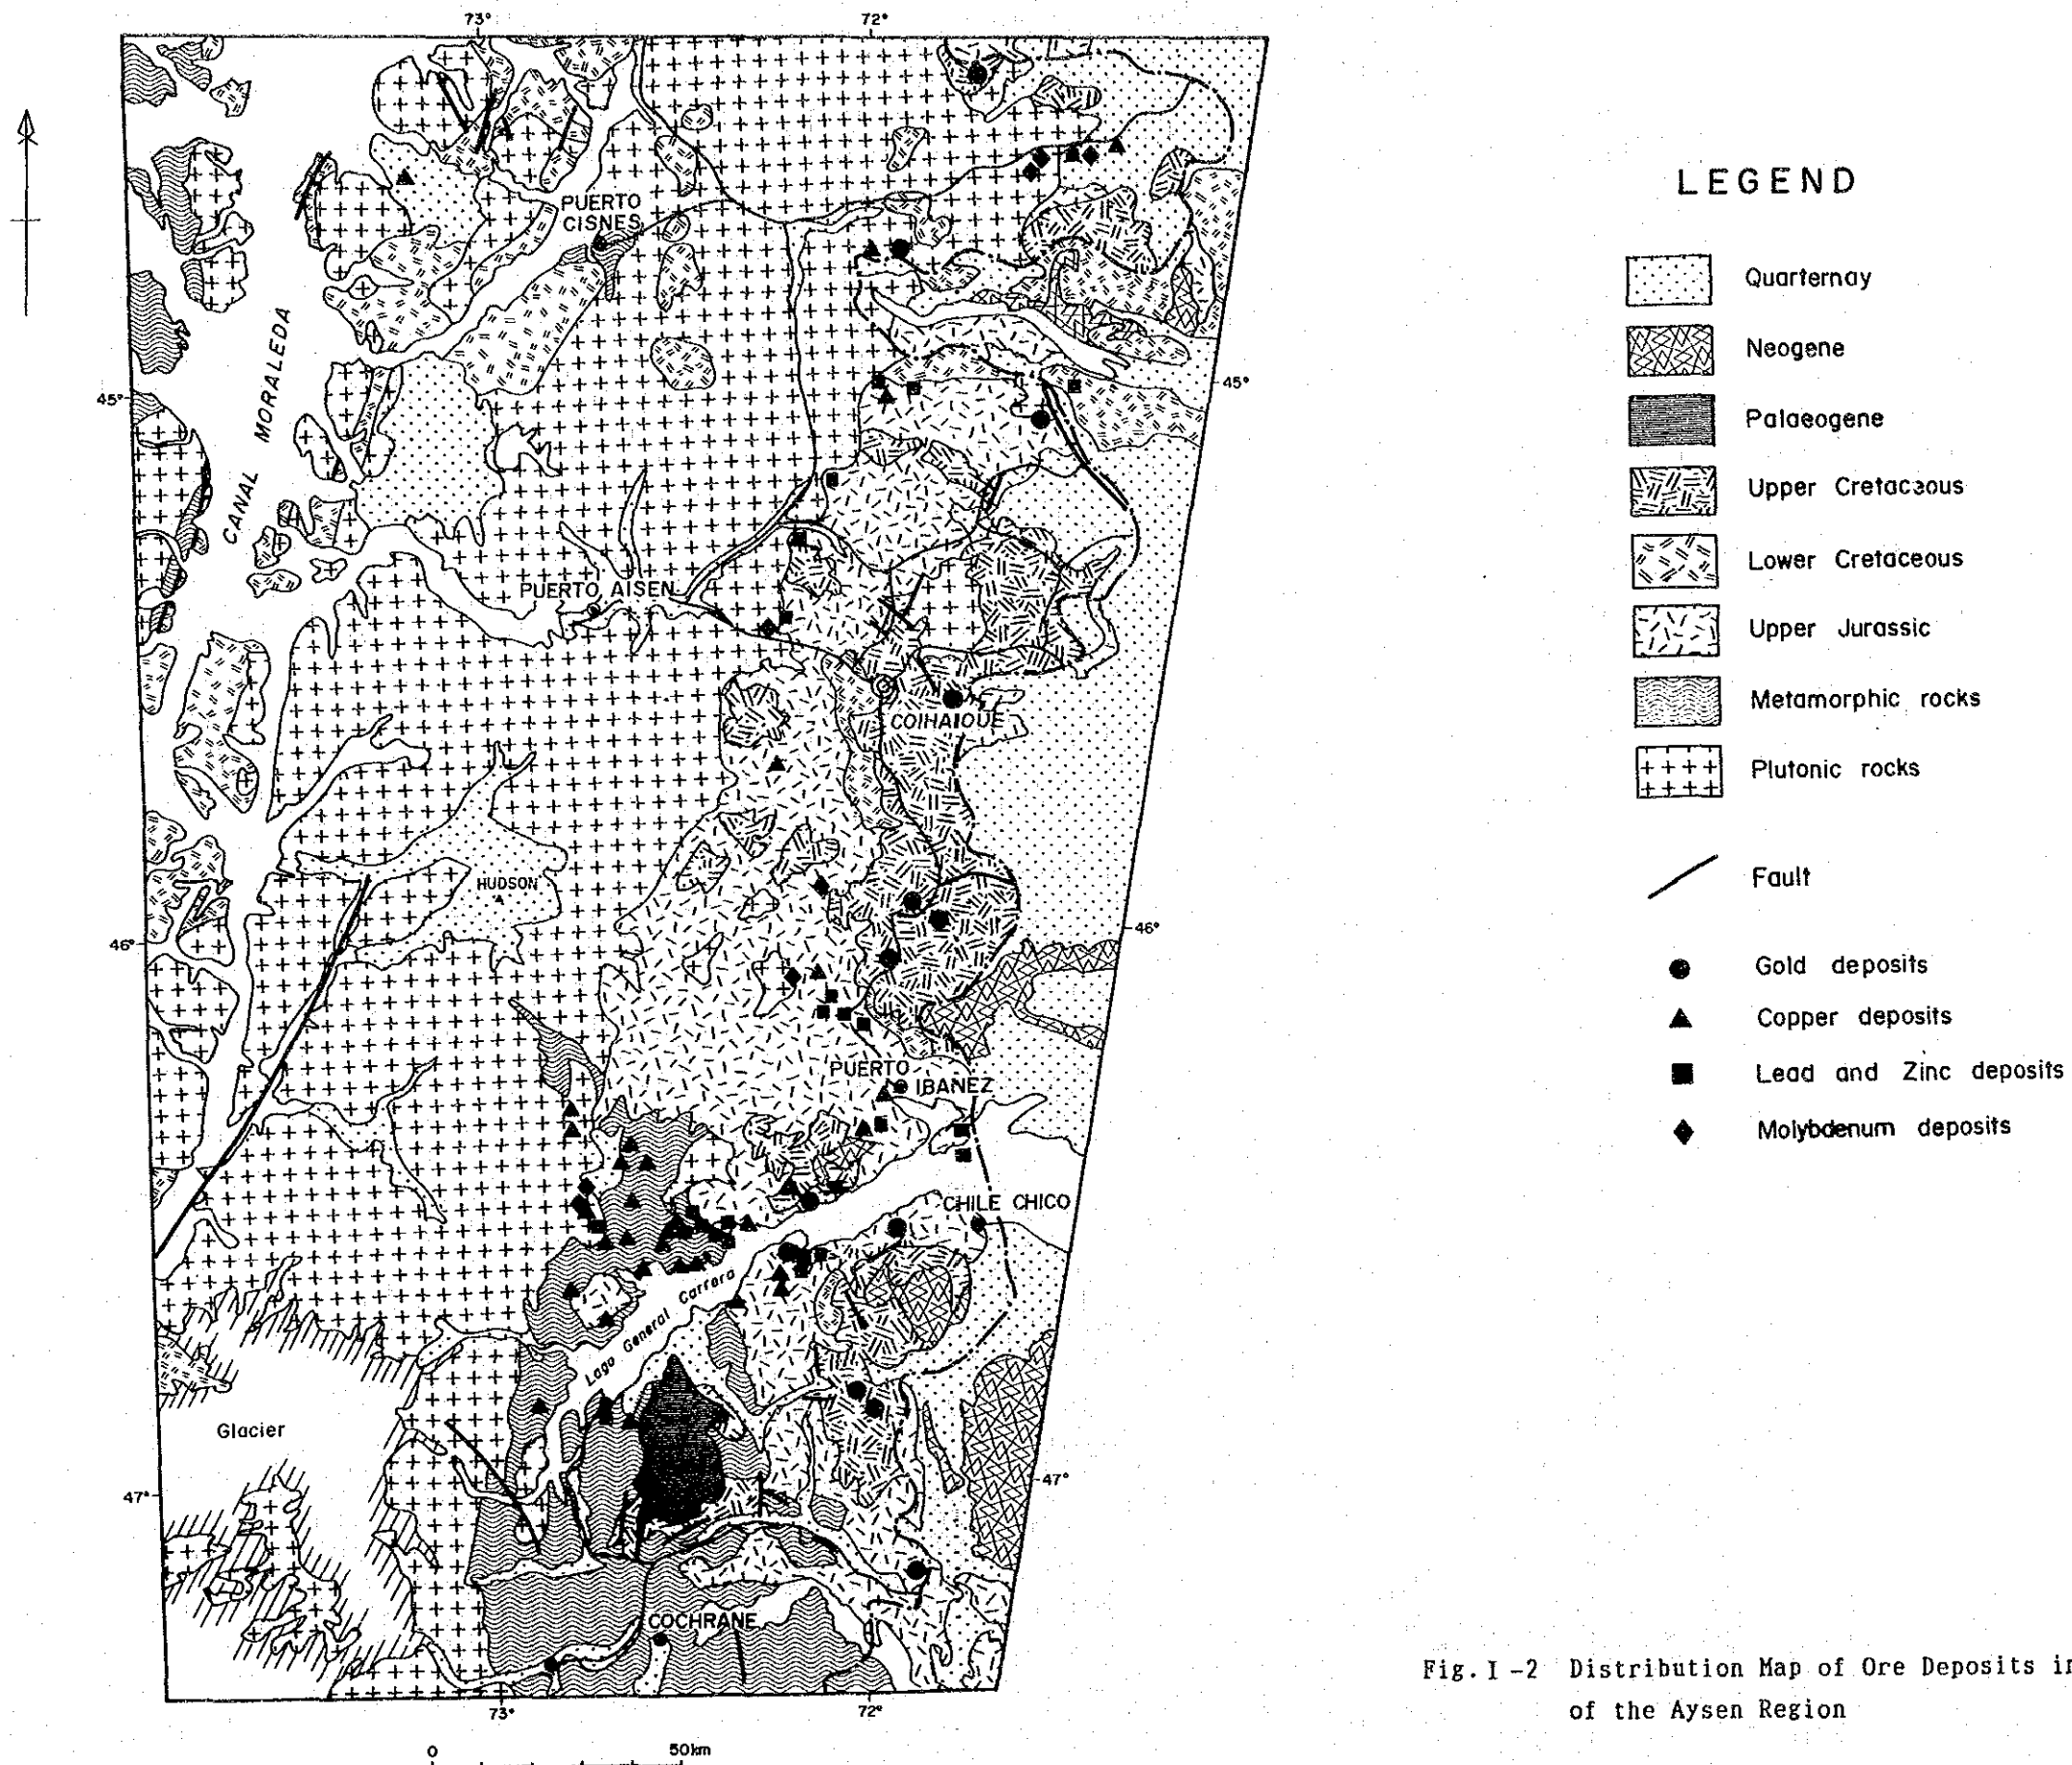 73°
72°
PUERTO
CISNES
CANAL MORALEDA
45°
45°
PUERTO AISEN
COIHAIQUE
HUDSON
46°
46°
PUERTO
IBANEZ
CHILE CHICO
Lago General Carrera
Glacier
47°
47°
COCHRANE
73°
72°
0
50km
LEGEND
Quarternay
Neogene
Palaeogene
Upper Cretaceous
Lower Cretaceous
Upper Jurassic
Metamorphic rocks
Plutonic rocks
Fault
Gold deposits
Copper deposits
Lead and Zinc deposits
Molybdenum deposits
Fig. I -2 Distribution Map of Ore Deposits in
of the Aysen Region